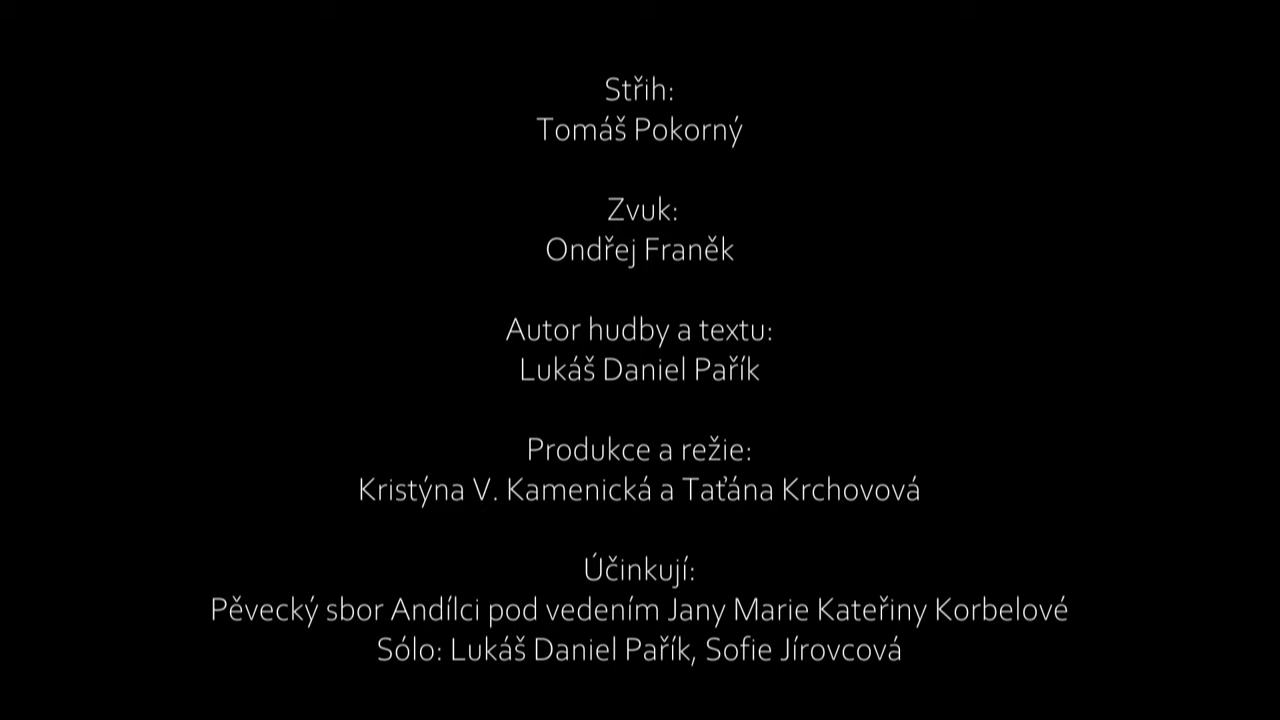 Střih:
Tomáš Pokorný
Zvuk:
Ondřej Franěk
Autor hudby a textu:
Lukáš Daniel Pařík
Produkce a režie:
Kristýna V. Kamenická a Taťána Krchovová
Účinkují:
Pěvecký sbor Andílci pod vedením Jany Marie Kateřiny Korbelové
Sólo: Lukáš Daniel Pařík, Sofie Jírovcová